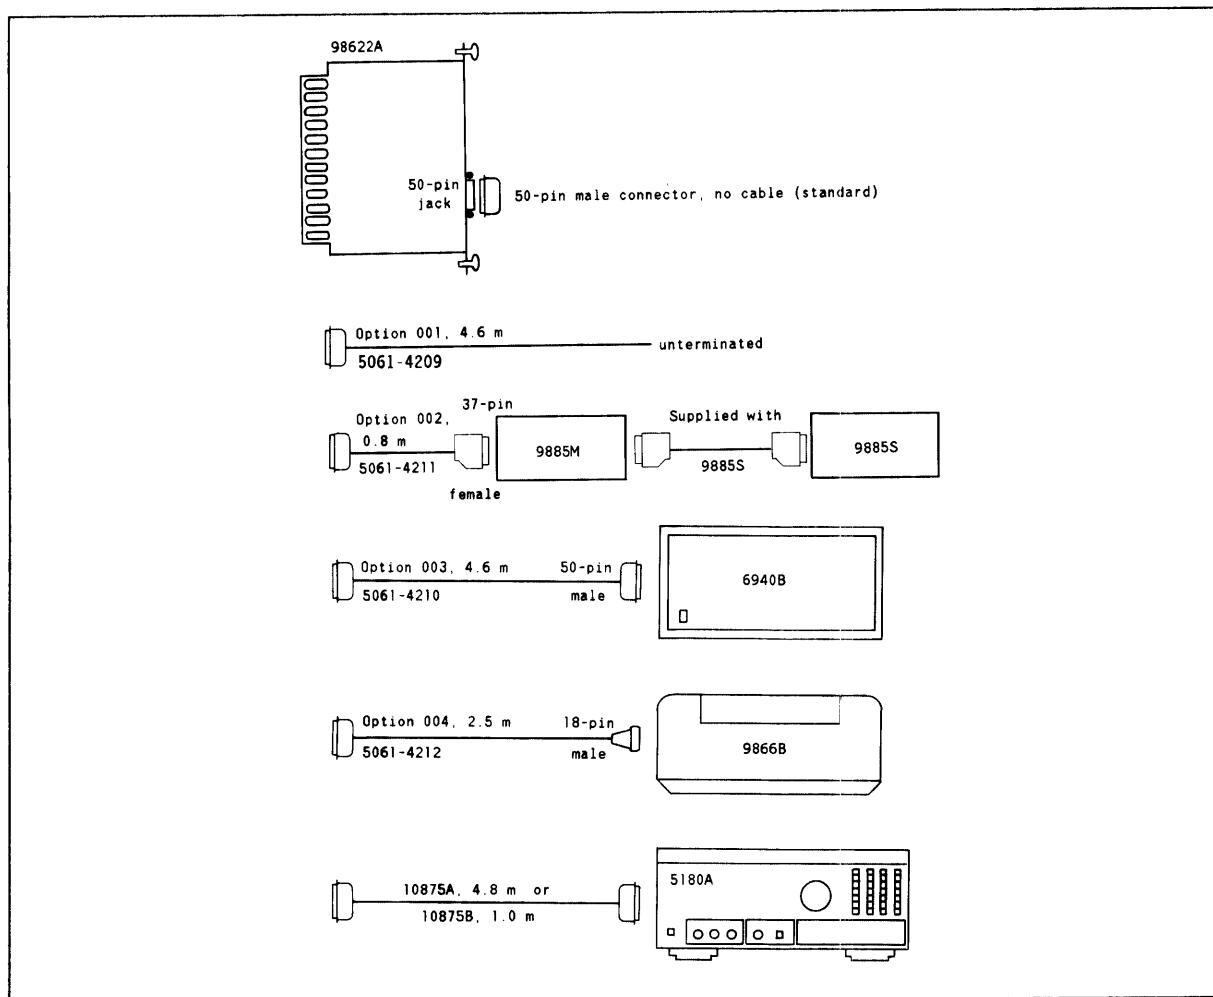 98622A
50-pin
jack
50-pin male connector, no cable (standard)
Option 001, 4.6 m
5061-4209
unterminated
Option 002,
0.8 m
5061-4211
37-pin
female
9885M
Supplied with
9885S
9885S
Option 003, 4.6 m
5061-4210
50-pin
male
6940B
Option 004, 2.5 m
5061-4212
18-pin
male
9866B
10875A, 4.8 m or
10875B, 1.0 m
5180A